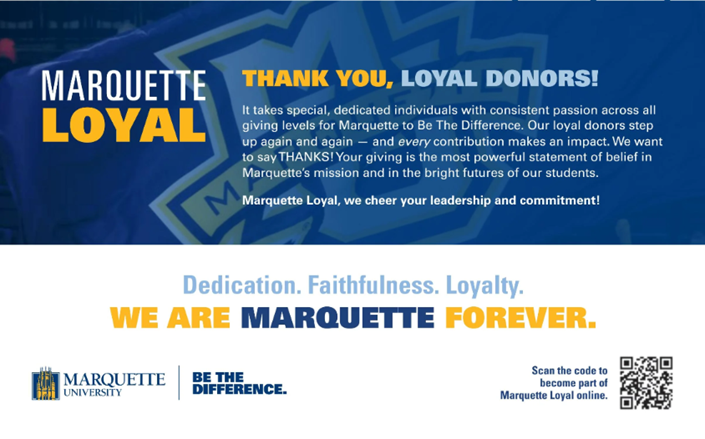 MARQUETTE
LOYAL
THANK YOU, LOYAL DONORS!
It takes special, dedicated individuals with consistent passion across all
giving levels for Marquette to Be The Difference. Our loyal donors step
up again and again — and every contribution makes an impact. We want
to say THANKS! Your giving is the most powerful statement of belief in
Marquette's mission and in the bright futures of our students.
Marquette Loyal, we cheer your leadership and commitment!
Dedication. Faithfulness. Loyalty.
WE ARE MARQUETTE FOREVER.
MARQUETTE
UNIVERSITY
BE THE
DIFFERENCE.
Scan the code to
become part of
Marquette Loyal online.